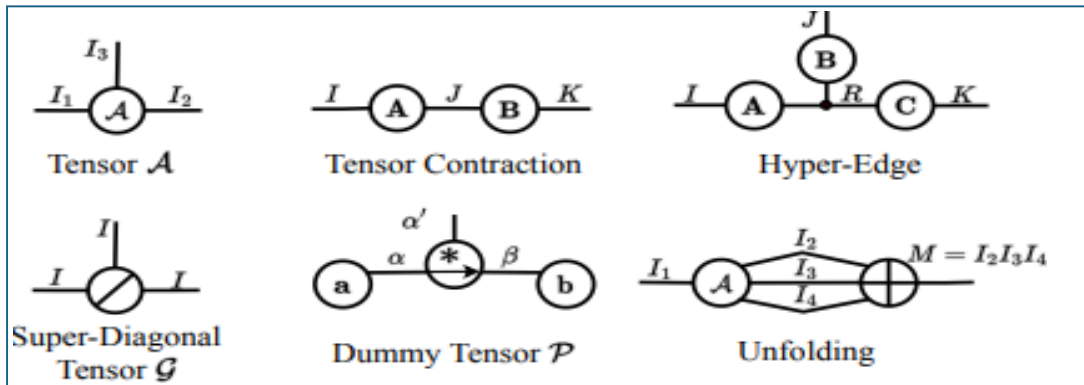 J
I₃
B
I₁ 𝒜 I₂
I A J B K
I A R C K
Tensor 𝒜
Tensor Contraction
Hyper-Edge
I
I I
α′
*
a α β b
I₂
I₁ 𝒜 I₃ M = I₂I₃I₄
I₄
Super-Diagonal
Tensor 𝒢
Dummy Tensor 𝒫
Unfolding